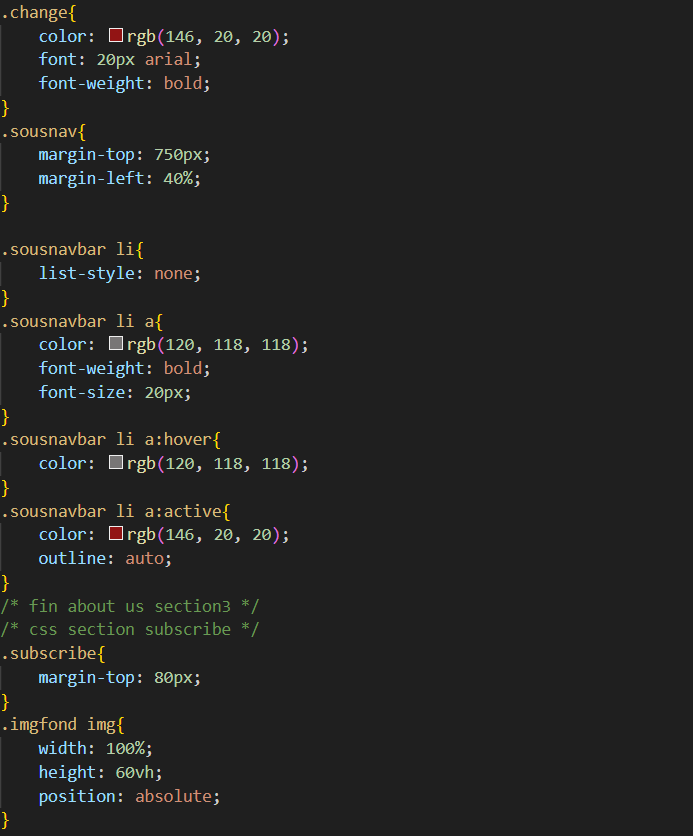 .change{
    color: rgb(146, 20, 20);
    font: 20px arial;
    font-weight: bold;
}
.sousnav{
    margin-top: 750px;
    margin-left: 40%;
}

.sousnavbar li{
    list-style: none;
}
.sousnavbar li a{
    color: rgb(120, 118, 118);
    font-weight: bold;
    font-size: 20px;
}
.sousnavbar li a:hover{
    color: rgb(120, 118, 118);
}
.sousnavbar li a:active{
    color: rgb(146, 20, 20);
    outline: auto;
}
/* fin about us section3 */
/* css section subscribe */
.subscribe{
    margin-top: 80px;
}
.imgfond img{
    width: 100%;
    height: 60vh;
    position: absolute;
}